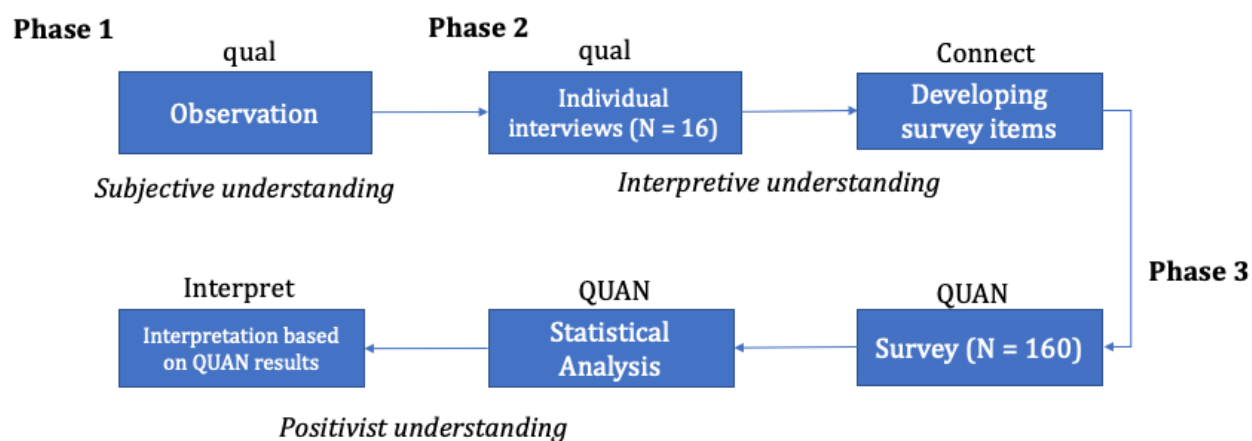 Phase 1
qual
Observation
Subjective understanding
Phase 2
qual
Individual
interviews (N = 16)
Connect
Developing
survey items
Interpretive understanding
Phase 3
QUAN
Survey (N = 160)
QUAN
Statistical
Analysis
Interpret
Interpretation based
on QUAN results
Positivist understanding